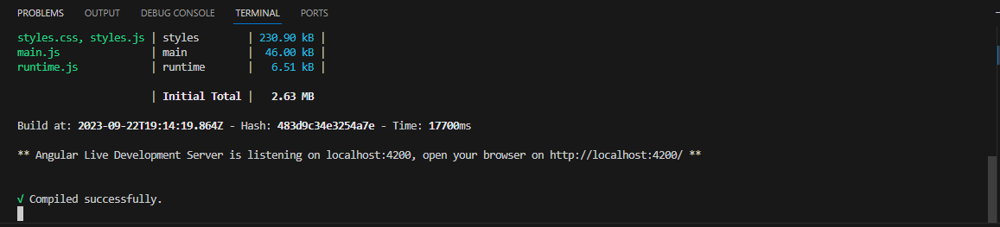 PROBLEMS OUTPUT DEBUG CONSOLE TERMINAL PORTS
styles.css, styles.js | styles | 230.90 kB |
main.js | main | 46.00 kB |
runtime.js | runtime | 6.51 kB |
| Initial Total | 2.63 MB
Build at: 2023-09-22T19:14:19.864Z - Hash: 483d9c34e3254a7e - Time: 17700ms
** Angular Live Development Server is listening on localhost:4200, open your browser on http://localhost:4200/ **
√ Compiled successfully.